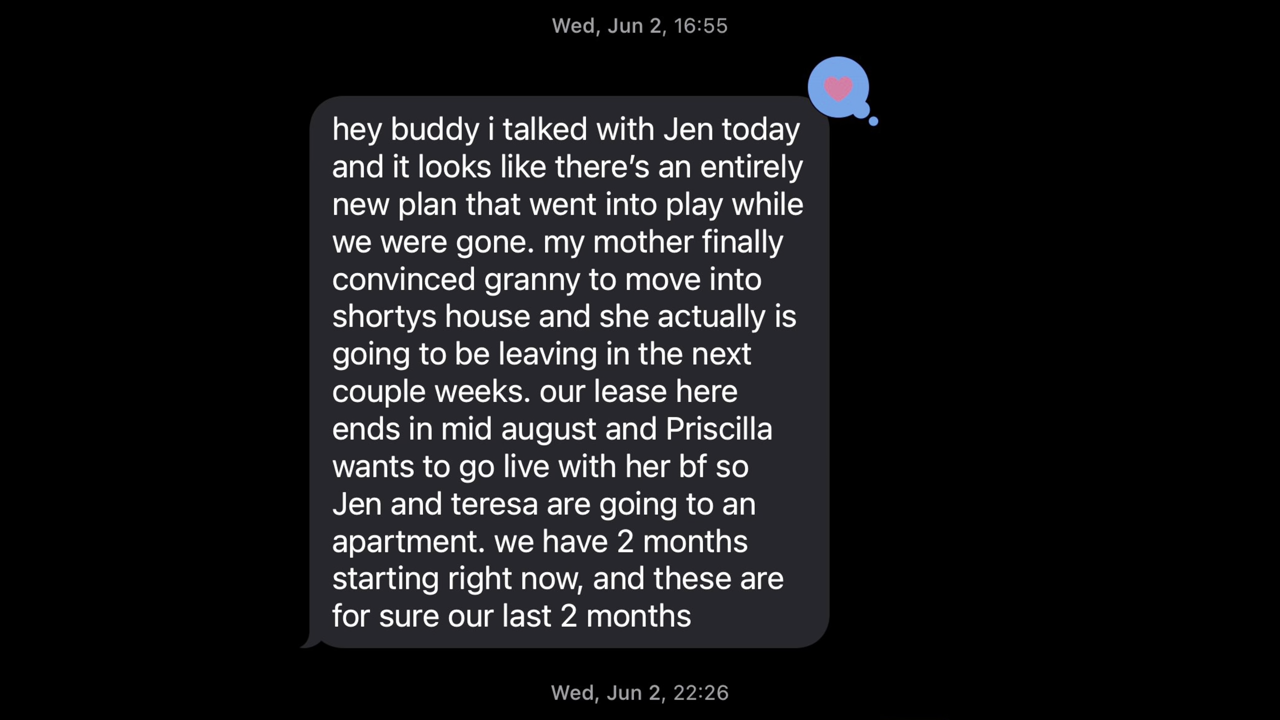 Wed, Jun 2, 16:55
hey buddy i talked with Jen today
and it looks like there’s an entirely
new plan that went into play while
we were gone. my mother finally
convinced granny to move into
shortys house and she actually is
going to be leaving in the next
couple weeks. our lease here
ends in mid august and Priscilla
wants to go live with her bf so
Jen and teresa are going to an
apartment. we have 2 months
starting right now, and these are
for sure our last 2 months
Wed, Jun 2, 22:26